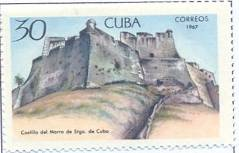 30 CUBA CORREOS
1967
Castillo del Morro de Stgo. de Cuba